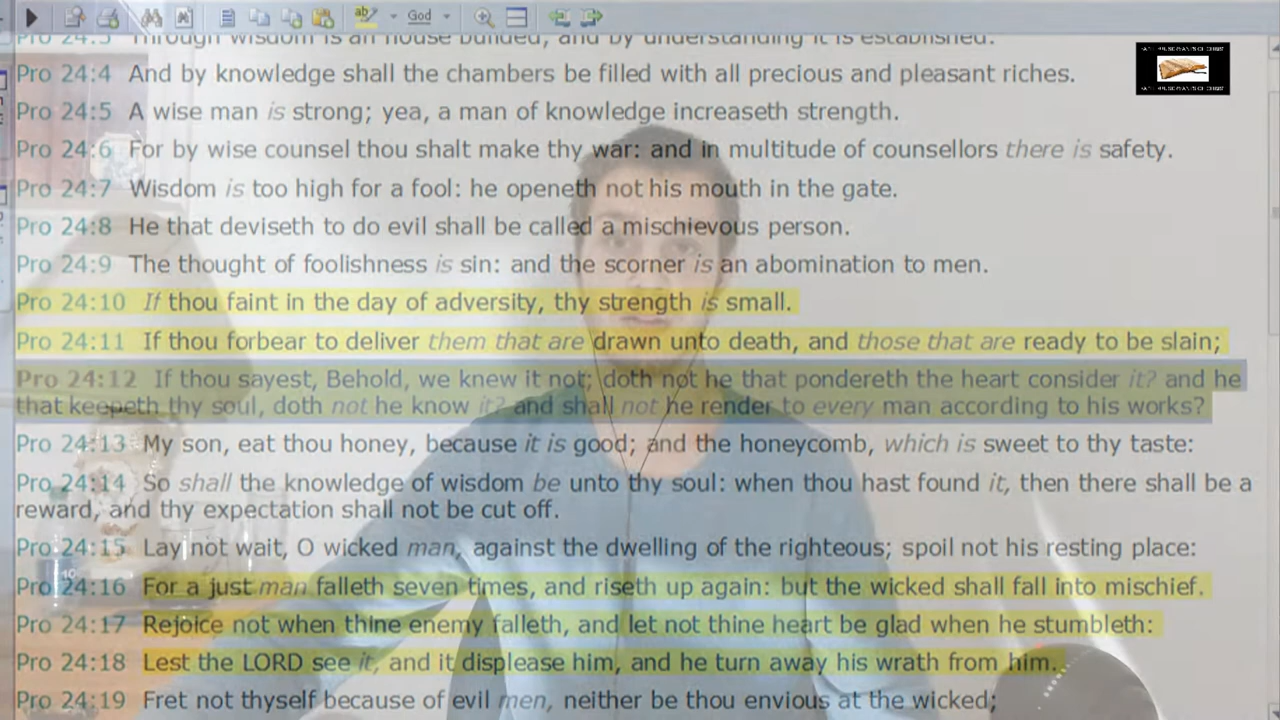 God
Pro 24:3 Through wisdom is an house builded, and by understanding it is established:
Pro 24:4 And by knowledge shall the chambers be filled with all precious and pleasant riches.
Pro 24:5 A wise man is strong; yea, a man of knowledge increaseth strength.
Pro 24:6 For by wise counsel thou shalt make thy war: and in multitude of counsellors there is safety.
Pro 24:7 Wisdom is too high for a fool: he openeth not his mouth in the gate.
Pro 24:8 He that deviseth to do evil shall be called a mischievous person.
Pro 24:9 The thought of foolishness is sin: and the scorner is an abomination to men.
Pro 24:10 If thou faint in the day of adversity, thy strength is small.
Pro 24:11 If thou forbear to deliver them that are drawn unto death, and those that are ready to be slain;
Pro 24:12 If thou sayest, Behold, we knew it not; doth not he that pondereth the heart consider it? and he
that keepeth thy soul, doth not he know it? and shall not he render to every man according to his works?
Pro 24:13 My son, eat thou honey, because it is good; and the honeycomb, which is sweet to thy taste:
Pro 24:14 So shall the knowledge of wisdom be unto thy soul: when thou hast found it, then there shall be a
reward, and thy expectation shall not be cut off.
Pro 24:15 Lay not wait, O wicked man, against the dwelling of the righteous; spoil not his resting place:
Pro 24:16 For a just man falleth seven times, and riseth up again: but the wicked shall fall into mischief.
Pro 24:17 Rejoice not when thine enemy falleth, and let not thine heart be glad when he stumbleth:
Pro 24:18 Lest the LORD see it, and it displease him, and he turn away his wrath from him.
Pro 24:19 Fret not thyself because of evil men, neither be thou envious at the wicked;